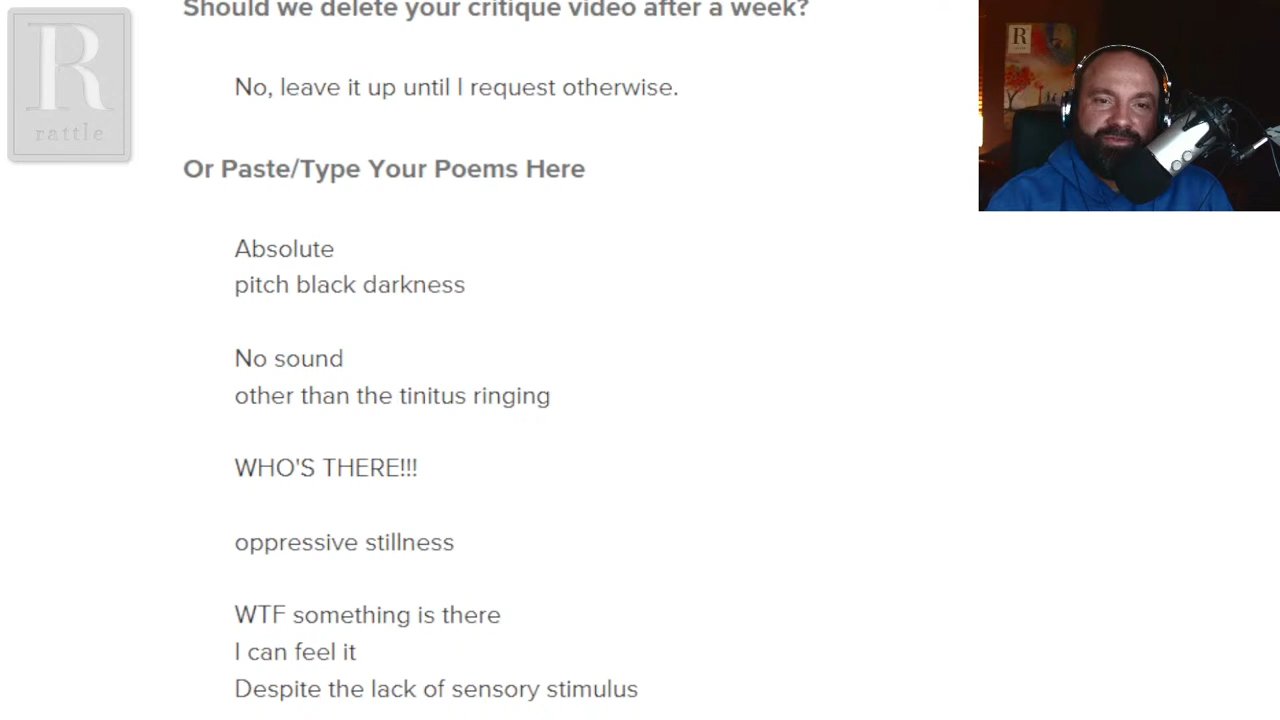 Should we delete your critique video after a week?
R
rattle
No, leave it up until I request otherwise.
R
Or Paste/Type Your Poems Here
Absolute
pitch black darkness
No sound
other than the tinitus ringing
WHO'S THERE!!!
oppressive stillness
WTF something is there
I can feel it
Despite the lack of sensory stimulus